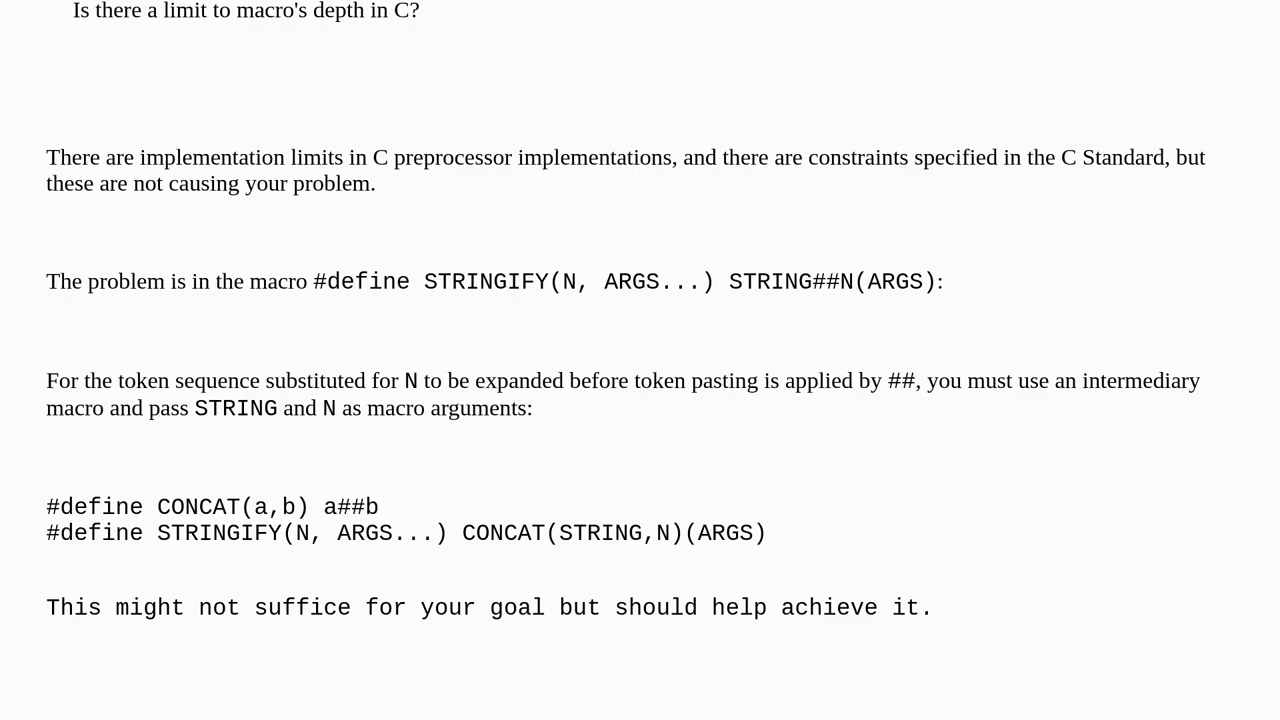 Is there a limit to macro's depth in C?
There are implementation limits in C preprocessor implementations, and there are constraints specified in the C Standard, but
these are not causing your problem.
The problem is in the macro #define STRINGIFY(N, ARGS...) STRING##N(ARGS):
For the token sequence substituted for N to be expanded before token pasting is applied by ##, you must use an intermediary
macro and pass STRING and N as macro arguments:
#define CONCAT(a,b) a##b
#define STRINGIFY(N, ARGS...) CONCAT(STRING,N)(ARGS)
This might not suffice for your goal but should help achieve it.